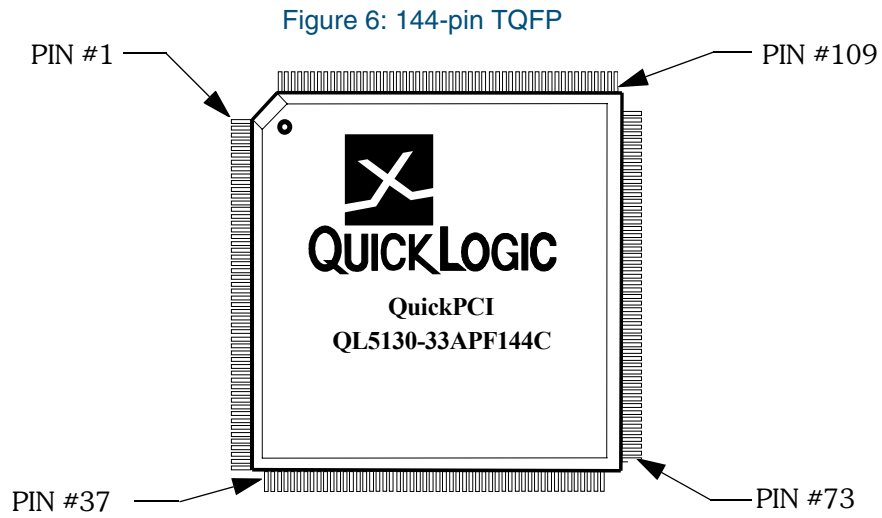 Figure 6: 144-pin TQFP
PIN #1
PIN #109
QUICKLOGIC
QuickPCI
QL5130-33APF144C
PIN #37
PIN #73